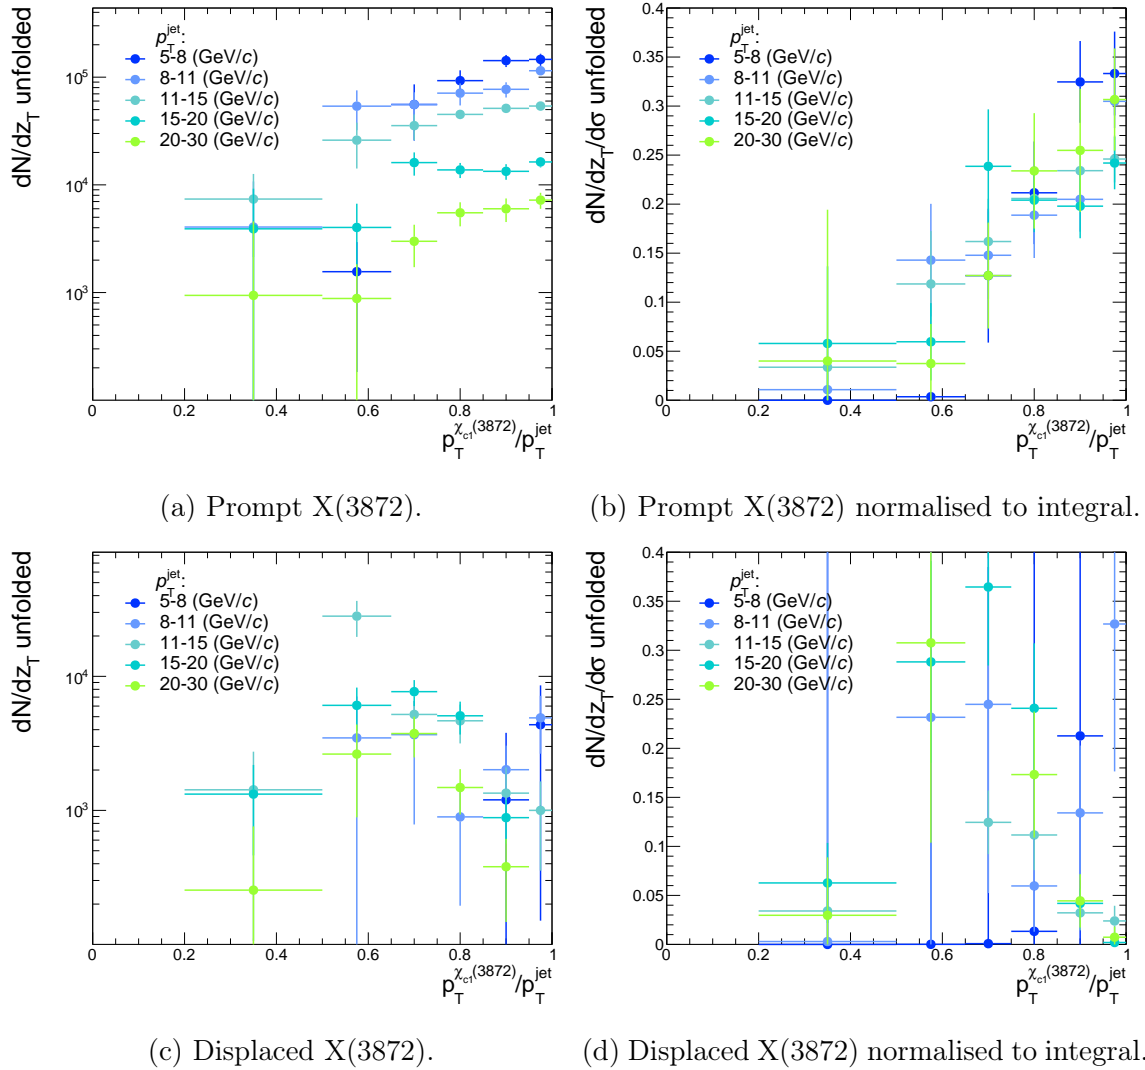 dN/dz_T unfolded
p_T^jet:
5-8 (GeV/c)
8-11 (GeV/c)
11-15 (GeV/c)
15-20 (GeV/c)
20-30 (GeV/c)
10^5
10^4
10^3
0 0.2 0.4 0.6 0.8 1
p_T^χc1(3872)/p_T^jet
(a) Prompt X(3872).
dN/dz_T/dσ unfolded
p_T^jet:
5-8 (GeV/c)
8-11 (GeV/c)
11-15 (GeV/c)
15-20 (GeV/c)
20-30 (GeV/c)
0.4
0.35
0.3
0.25
0.2
0.15
0.1
0.05
0
0 0.2 0.4 0.6 0.8 1
p_T^χc1(3872)/p_T^jet
(b) Prompt X(3872) normalised to integral.
dN/dz_T unfolded
p_T^jet:
5-8 (GeV/c)
8-11 (GeV/c)
11-15 (GeV/c)
15-20 (GeV/c)
20-30 (GeV/c)
10^4
10^3
0 0.2 0.4 0.6 0.8 1
p_T^χc1(3872)/p_T^jet
(c) Displaced X(3872).
dN/dz_T/dσ unfolded
p_T^jet:
5-8 (GeV/c)
8-11 (GeV/c)
11-15 (GeV/c)
15-20 (GeV/c)
20-30 (GeV/c)
0.4
0.35
0.3
0.25
0.2
0.15
0.1
0.05
0
0 0.2 0.4 0.6 0.8 1
p_T^χc1(3872)/p_T^jet
(d) Displaced X(3872) normalised to integral.